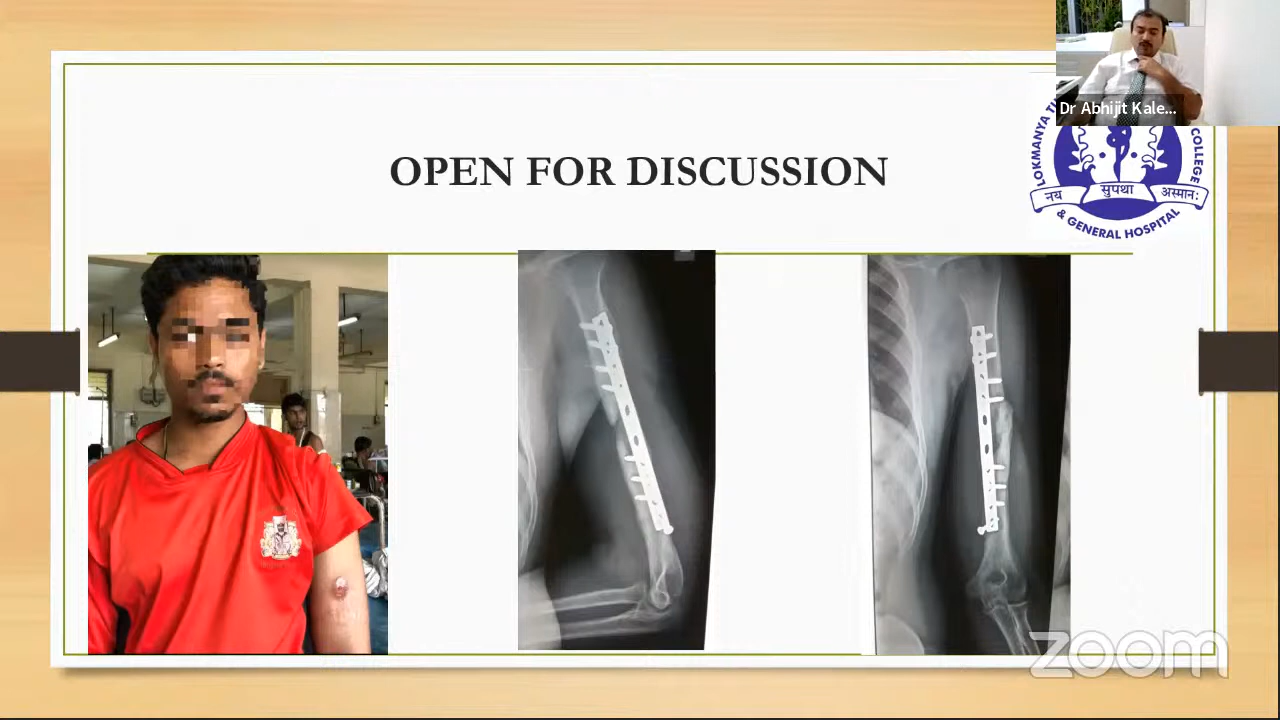 Dr Abhijit Kale...
OPEN FOR DISCUSSION
LOKMANYA
COLLEGE
नय सुपथा अस्मान:
& GENERAL HOSPITAL
zoom